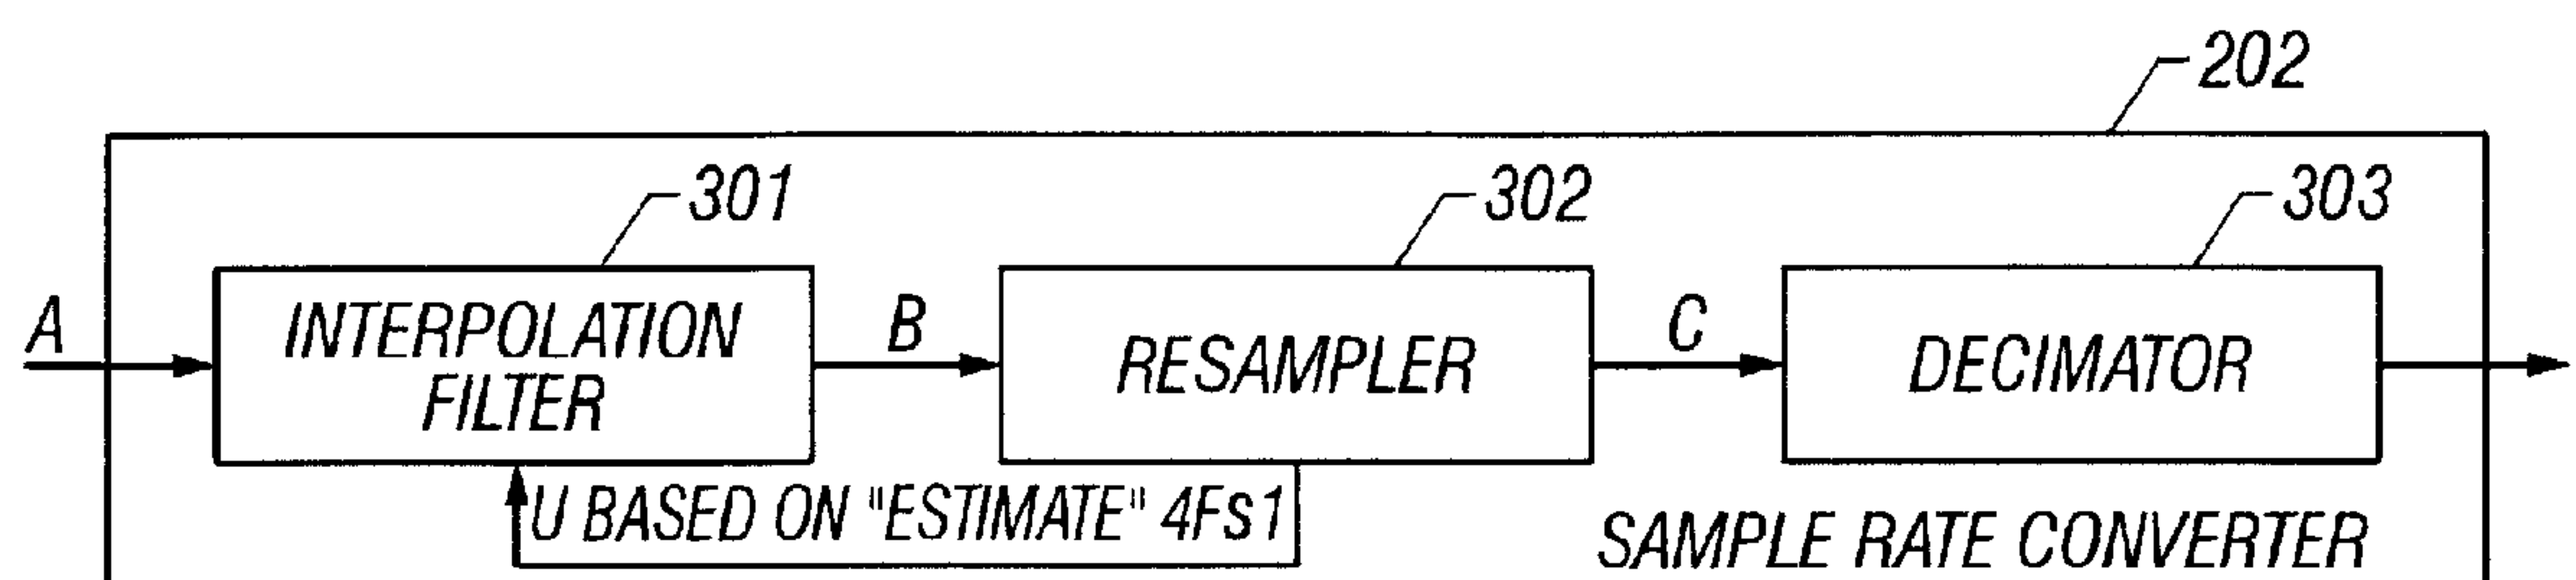 202
301
302
303
A
INTERPOLATION
FILTER
B
RESAMPLER
C
DECIMATOR
U BASED ON "ESTIMATE" 4Fs1
SAMPLE RATE CONVERTER